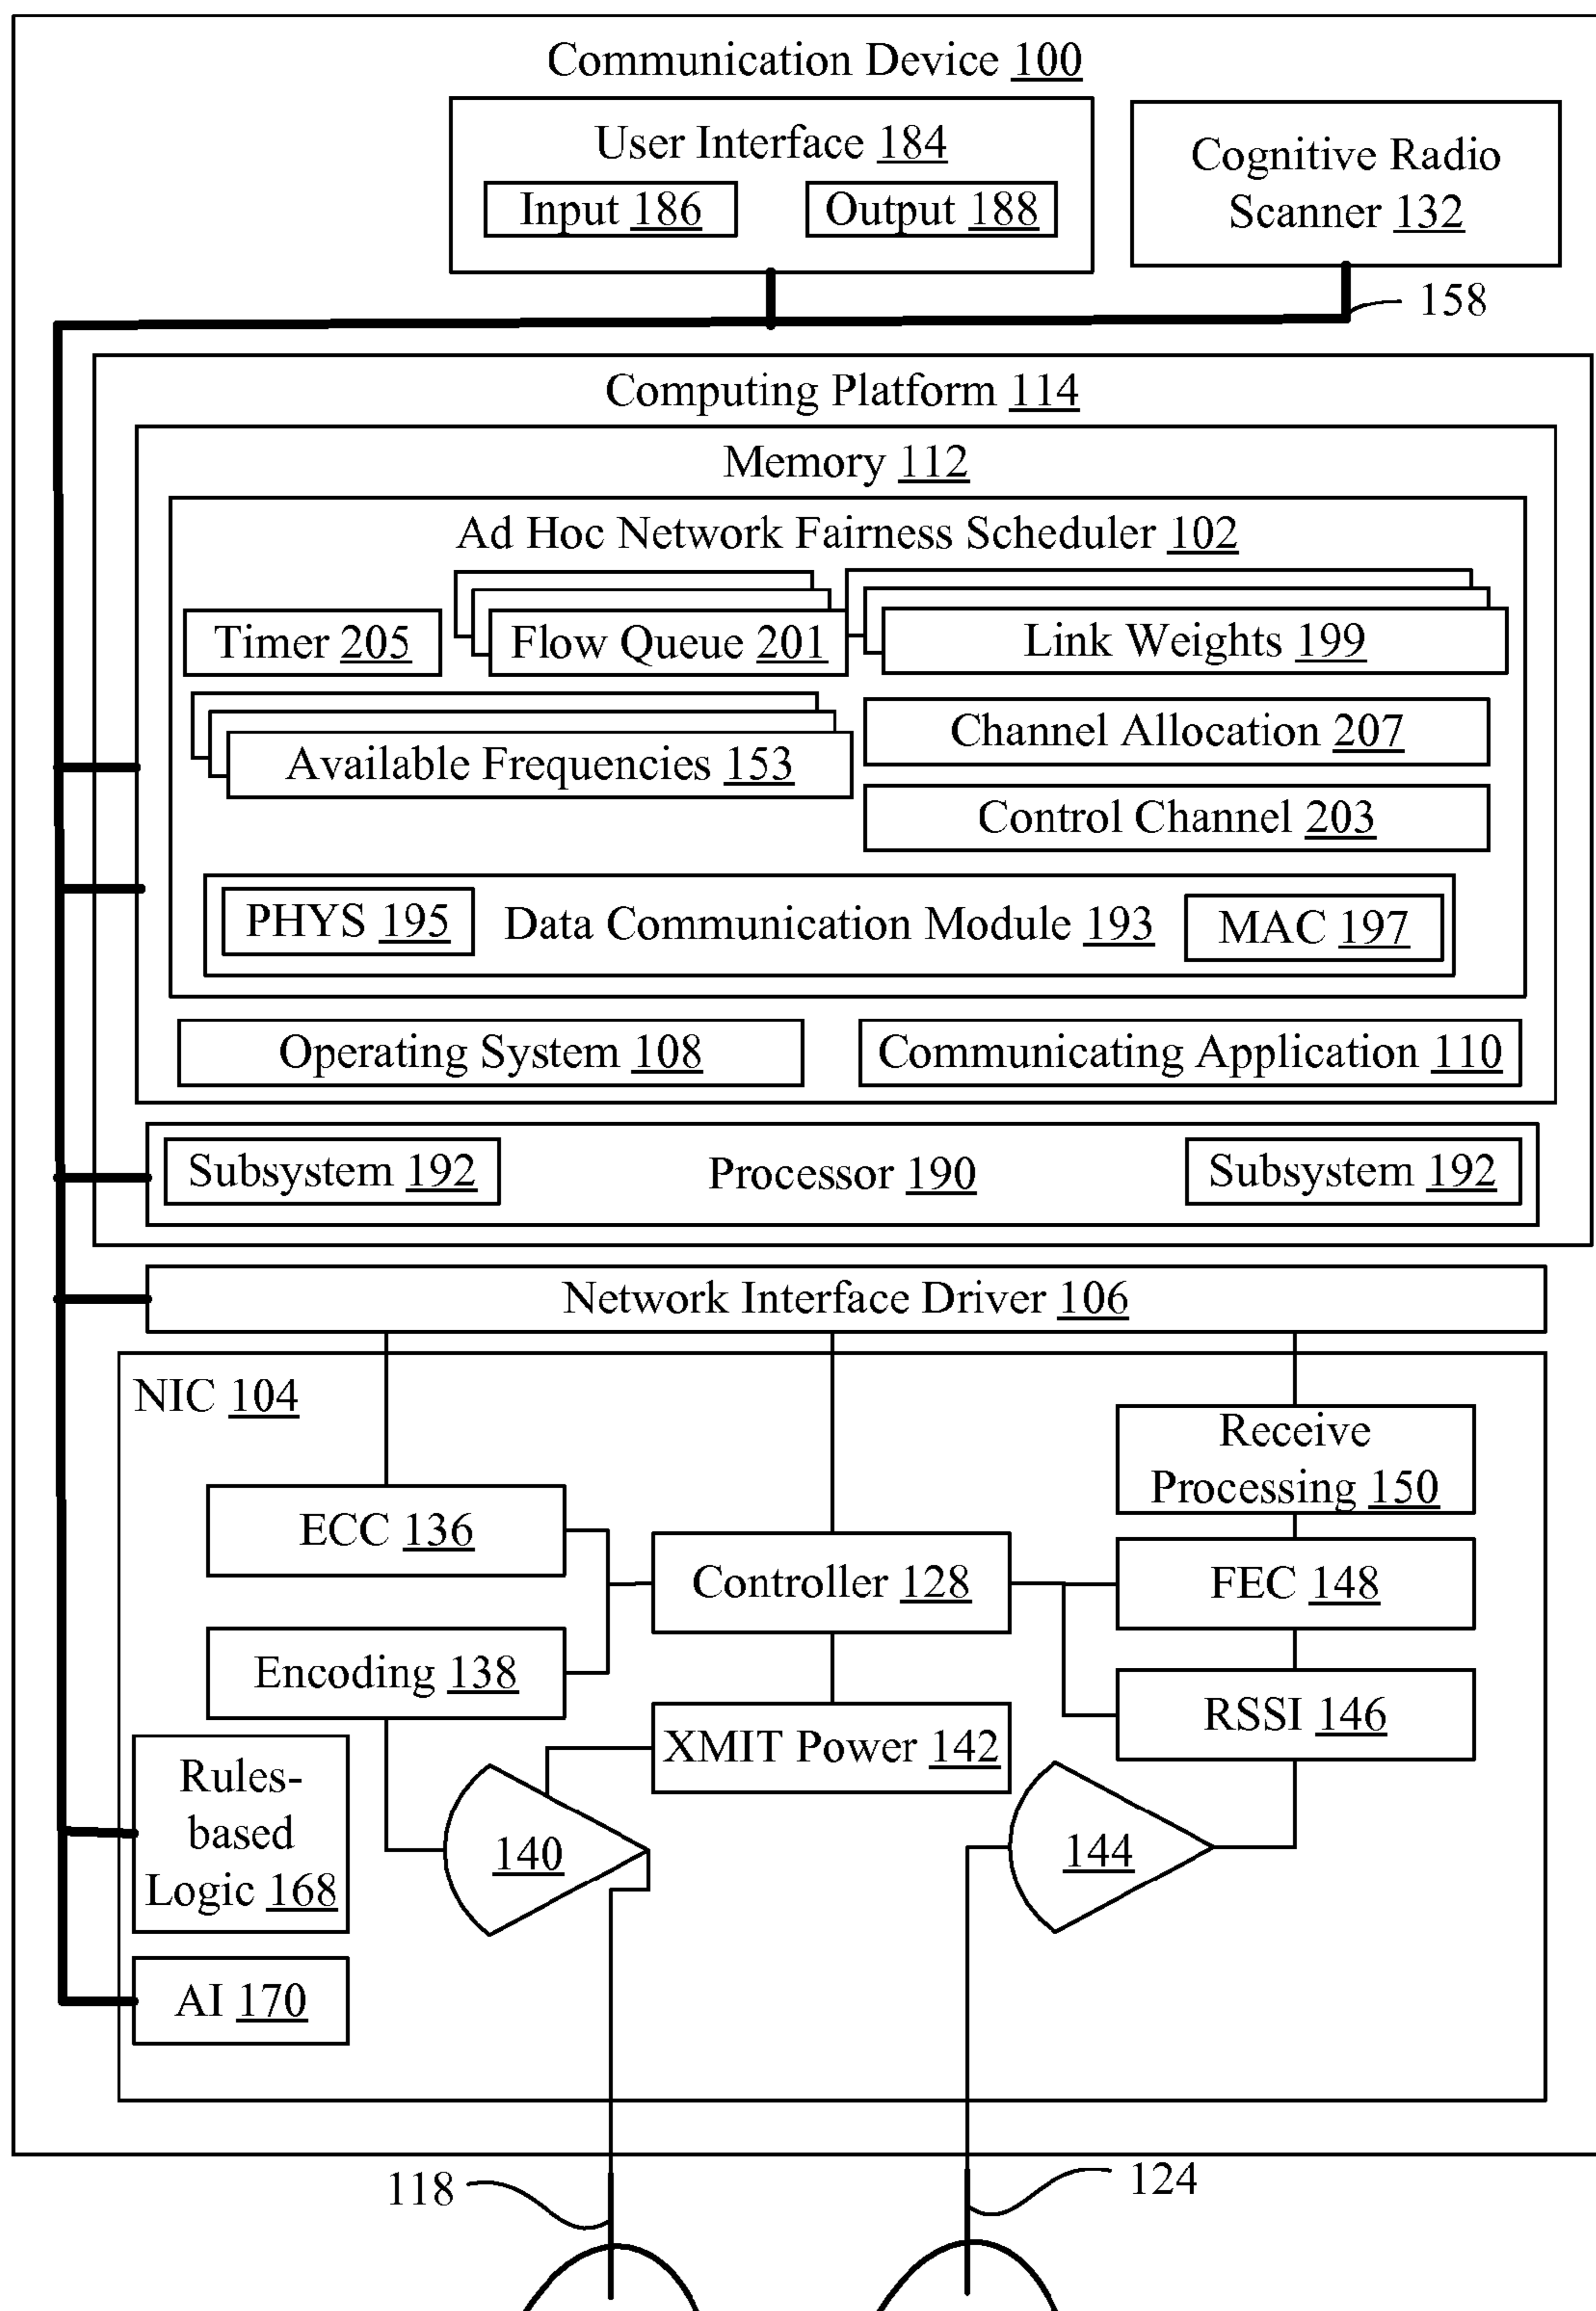 Communication Device 100
User Interface 184
Input 186
Output 188
Cognitive Radio
Scanner 132
158
Computing Platform 114
Memory 112
Ad Hoc Network Fairness Scheduler 102
Timer 205
Flow Queue 201
Link Weights 199
Available Frequencies 153
Channel Allocation 207
Control Channel 203
PHYS 195
Data Communication Module 193
MAC 197
Operating System 108
Communicating Application 110
Subsystem 192
Processor 190
Subsystem 192
Network Interface Driver 106
NIC 104
Receive
Processing 150
ECC 136
Controller 128
FEC 148
Encoding 138
XMIT Power 142
RSSI 146
Rules-
based
Logic 168
140
144
AI 170
118
124